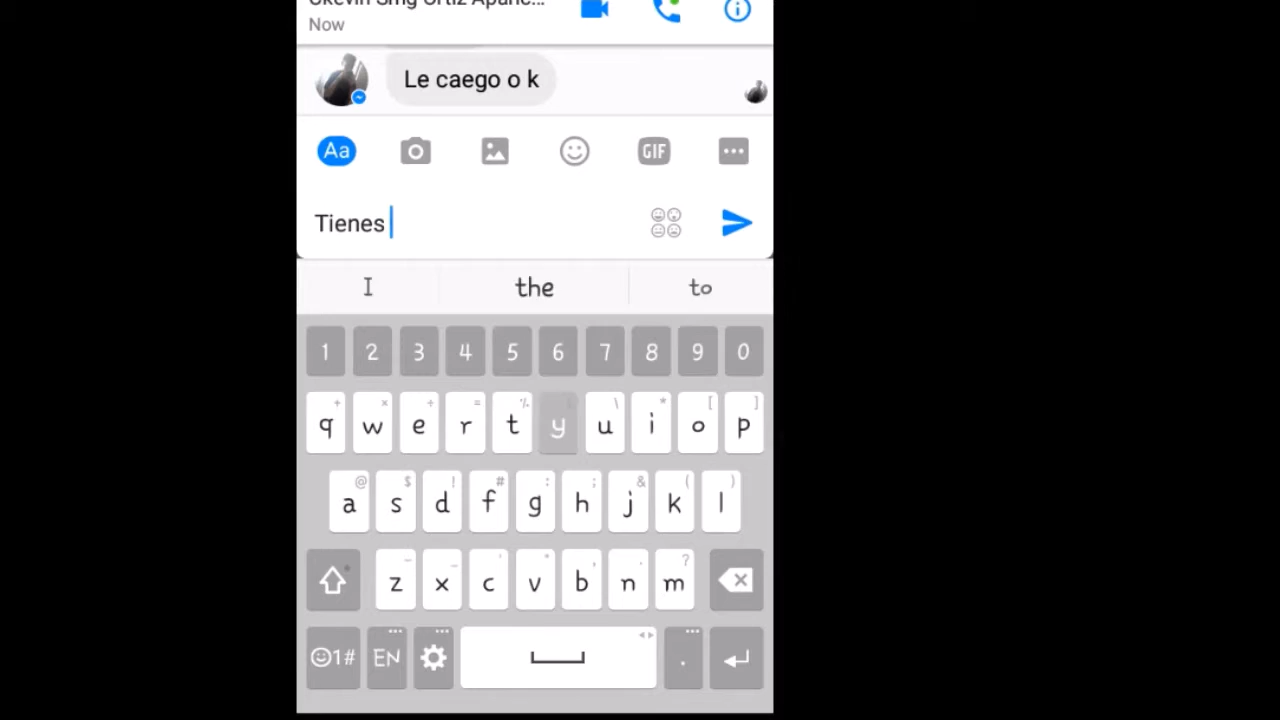 Now
Le caego o k
Aa
GIF
Tienes
I the to
1 2 3 4 5 6 7 8 9 0
q w e r t y u i o p
a s d f g h j k l
z x c v b n m
1# EN .